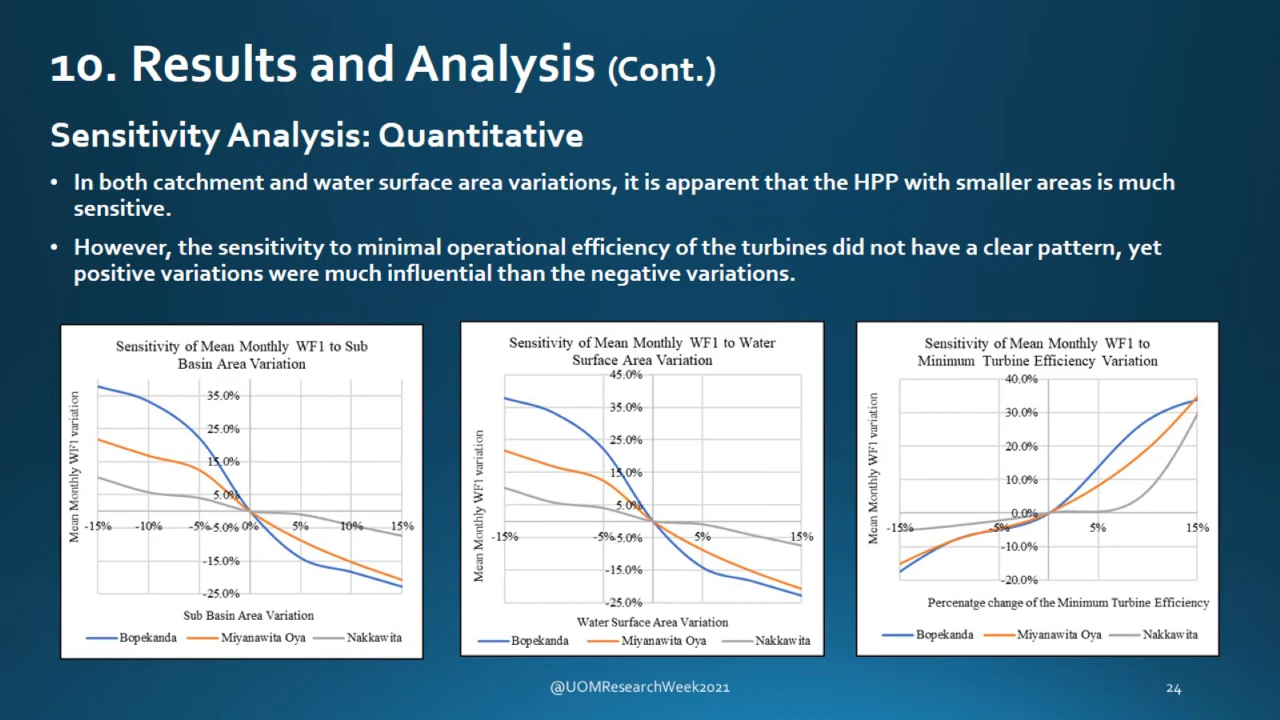 10. Results and Analysis (Cont.)
Sensitivity Analysis: Quantitative
• In both catchment and water surface area variations, it is apparent that the HPP with smaller areas is much
sensitive.
• However, the sensitivity to minimal operational efficiency of the turbines did not have a clear pattern, yet
positive variations were much influential than the negative variations.
Sensitivity of Mean Monthly WF1 to Sub
Basin Area Variation
Mean Monthly WF1 variation
35.0%
25.0%
15.0%
5.0%
-5.0%
-15.0%
-25.0%
-15% -10% -5% 0% 5% 10% 15%
Sub Basin Area Variation
Bopekanda Miyanawita Oya Nakkawita
Sensitivity of Mean Monthly WF1 to Water
Surface Area Variation
Mean Monthly WF1 variation
45.0%
35.0%
25.0%
15.0%
5.0%
-5.0%
-15.0%
-25.0%
-15% -5% 5% 15%
Water Surface Area Variation
Bopekanda Miyanawita Oya Nakkawita
Sensitivity of Mean Monthly WF1 to
Minimum Turbine Efficiency Variation
Mean Monthly WF1 variation
40.0%
30.0%
20.0%
10.0%
0.0%
-10.0%
-20.0%
-15% -5% 5% 15%
Percenatge change of the Minimum Turbine Efficiency
Bopekanda Miyanawita Oya Nakkawita
@UOMResearchWeek2021
24